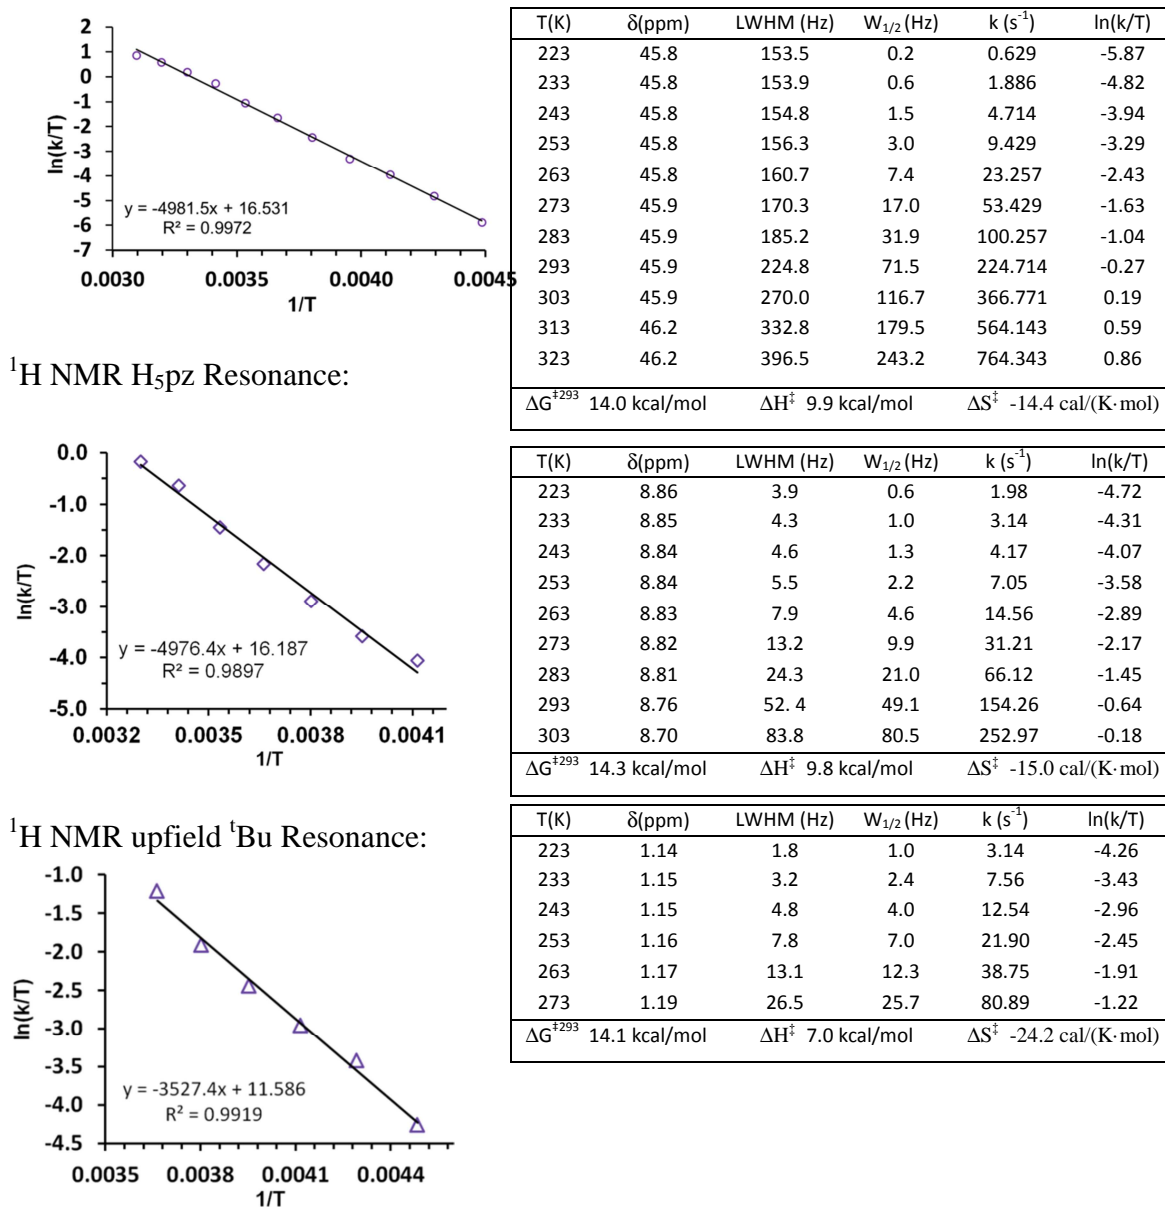 2
1
0
-1
-2
-3
-4
-5
-6
-7
ln(k/T)
y = -4981.5x + 16.531
R² = 0.9972
0.0030 0.0035 0.0040 0.0045
1/T
T(K) δ(ppm) LWHM (Hz) W1/2 (Hz) k (s-1) ln(k/T)
223 45.8 153.5 0.2 0.629 -5.87
233 45.8 153.9 0.6 1.886 -4.82
243 45.8 154.8 1.5 4.714 -3.94
253 45.8 156.3 3.0 9.429 -3.29
263 45.8 160.7 7.4 23.257 -2.43
273 45.8 170.3 17.0 53.429 -1.63
283 45.9 185.2 31.9 100.257 -1.04
293 45.9 224.8 71.5 224.714 -0.27
303 45.9 270.0 116.7 366.771 0.19
313 46.2 332.8 179.5 564.143 0.59
323 46.2 396.5 243.2 764.343 0.86
ΔG‡293 14.0 kcal/mol ΔH‡ 9.9 kcal/mol ΔS‡ -14.4 cal/(K·mol)
1H NMR H5pz Resonance:
0.0
-1.0
-2.0
-3.0
-4.0
-5.0
ln(k/T)
y = -4976.4x + 16.187
R² = 0.9897
0.0032 0.0035 0.0038 0.0041
1/T
T(K) δ(ppm) LWHM (Hz) W1/2 (Hz) k (s-1) ln(k/T)
223 8.86 3.9 0.6 1.98 -4.72
233 8.85 4.3 1.0 3.14 -4.31
243 8.84 4.6 1.3 4.17 -4.07
253 8.84 5.5 2.2 7.05 -3.58
263 8.83 7.9 4.6 14.56 -2.89
273 8.82 13.2 9.9 31.21 -2.17
283 8.81 24.3 21.0 66.12 -1.45
293 8.76 52. 4 49.1 154.26 -0.64
303 8.70 83.8 80.5 252.97 -0.18
ΔG‡293 14.3 kcal/mol ΔH‡ 9.8 kcal/mol ΔS‡ -15.0 cal/(K·mol)
1H NMR upfield tBu Resonance:
-1.0
-1.5
-2.0
-2.5
-3.0
-3.5
-4.0
-4.5
ln(k/T)
y = -3527.4x + 11.586
R² = 0.9919
0.0035 0.0038 0.0041 0.0044
1/T
T(K) δ(ppm) LWHM (Hz) W1/2 (Hz) k (s-1) ln(k/T)
223 1.14 1.8 1.0 3.14 -4.26
233 1.15 3.2 2.4 7.56 -3.43
243 1.15 4.8 4.0 12.54 -2.96
253 1.16 7.8 7.0 21.90 -2.45
263 1.17 13.1 12.3 38.75 -1.91
273 1.19 26.5 25.7 80.89 -1.22
ΔG‡293 14.1 kcal/mol ΔH‡ 7.0 kcal/mol ΔS‡ -24.2 cal/(K·mol)